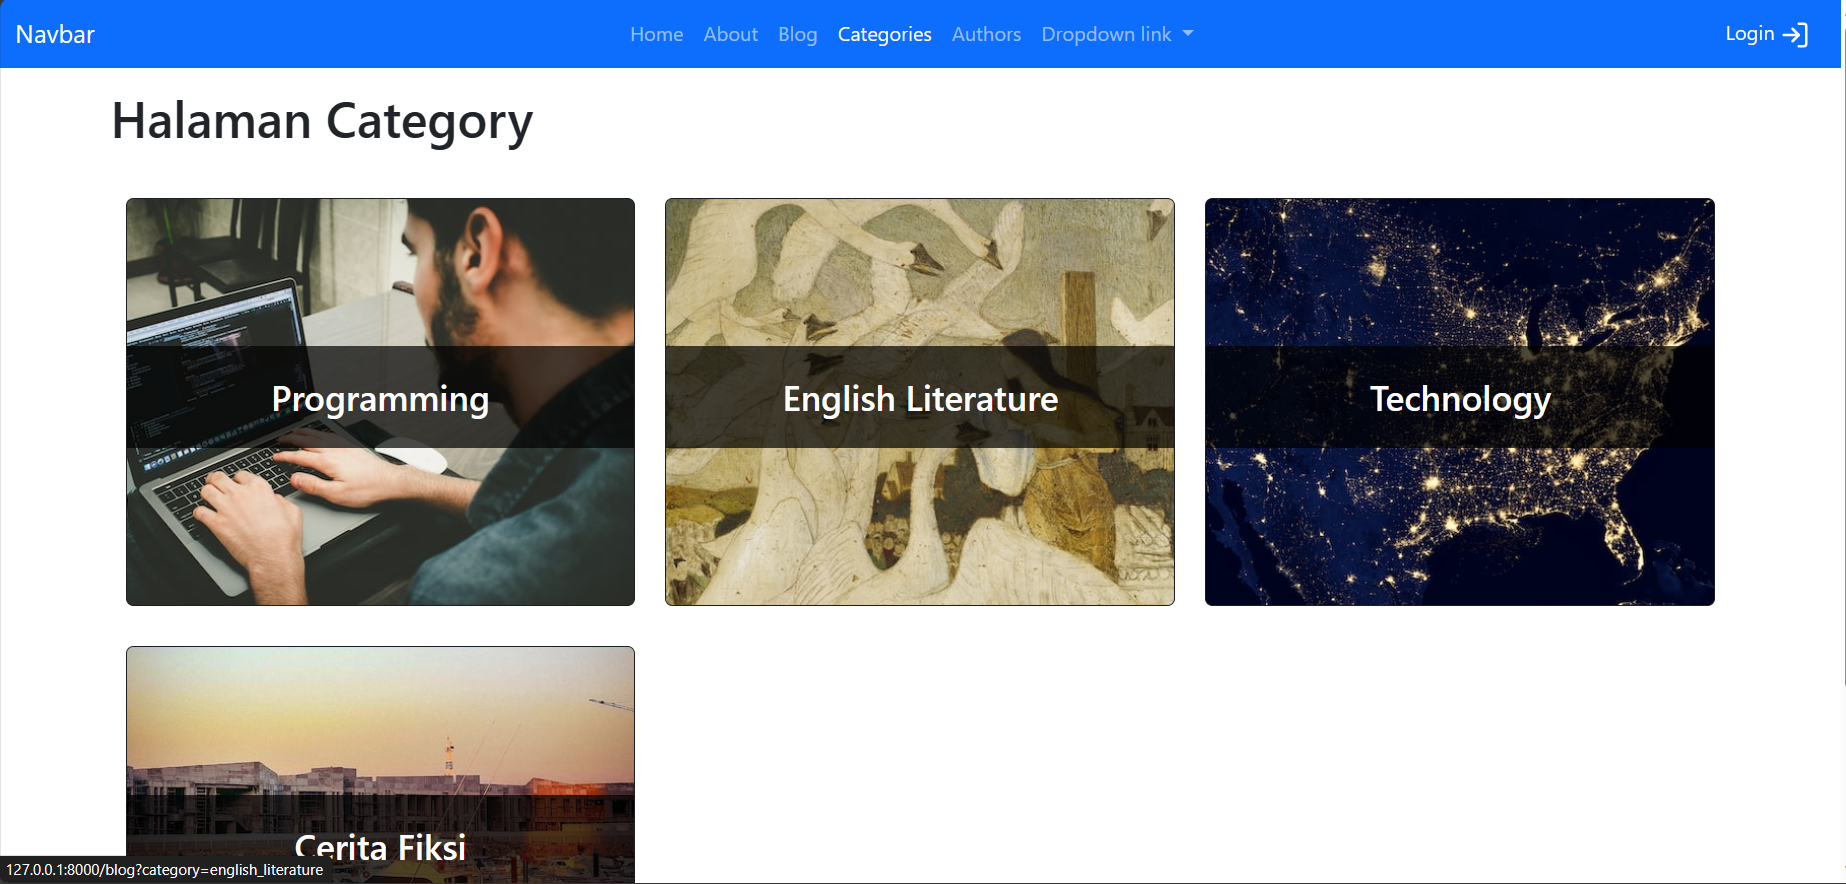 Navbar
Home About Blog Categories Authors Dropdown link
Login
Halaman Category
Programming
English Literature
Technology
Cerita Fiksi
127.0.0.1:8000/blog?category=english_literature